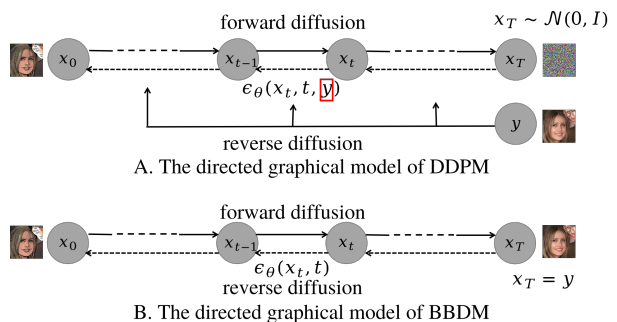 forward diffusion
x_T ~ 𝒩(0, I)
x_0 x_{t-1} x_t x_T
ϵ_θ(x_t, t, y)
y
reverse diffusion
A. The directed graphical model of DDPM
forward diffusion
x_0 x_{t-1} x_t x_T
ϵ_θ(x_t, t)
x_T = y
reverse diffusion
B. The directed graphical model of BBDM